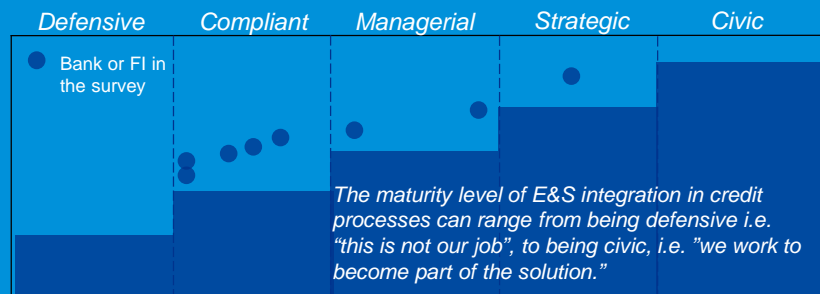 Defensive Compliant Managerial Strategic Civic
Bank or FI in
the survey
The maturity level of E&S integration in credit
processes can range from being defensive i.e.
“this is not our job”, to being civic, i.e. ”we work to
become part of the solution.”